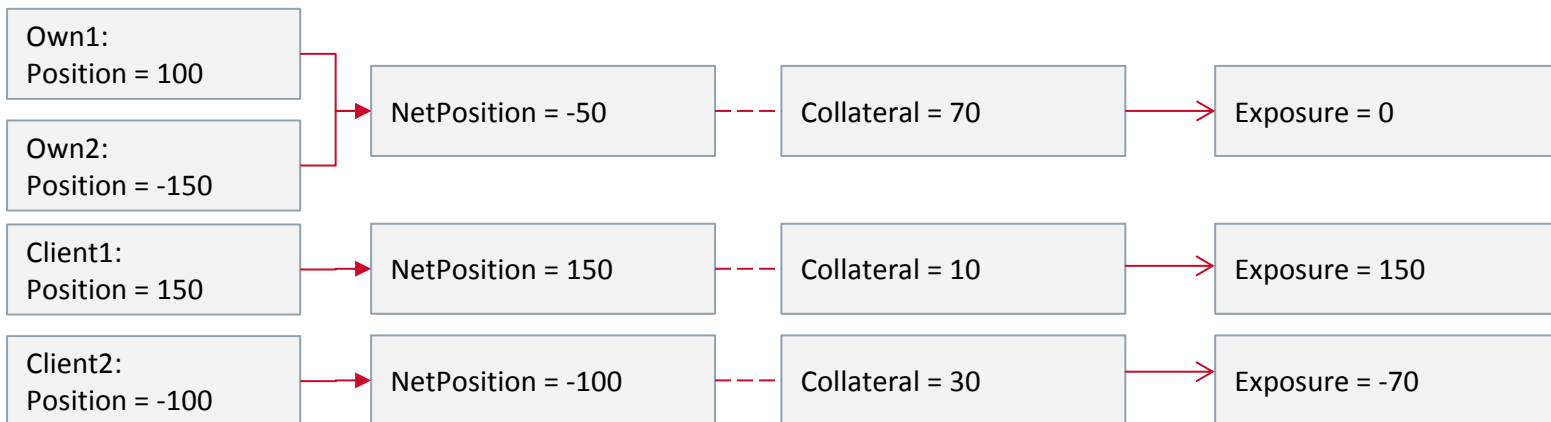 Own1:
Position = 100
Own2:
Position = -150
NetPosition = -50
Collateral = 70
Exposure = 0
Client1:
Position = 150
NetPosition = 150
Collateral = 10
Exposure = 150
Client2:
Position = -100
NetPosition = -100
Collateral = 30
Exposure = -70